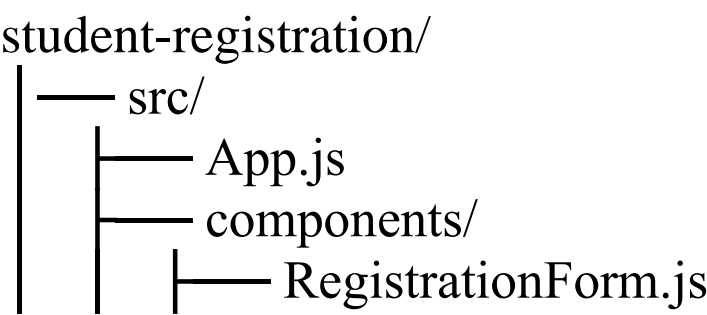 student-registration/
src/
App.js
components/
RegistrationForm.js